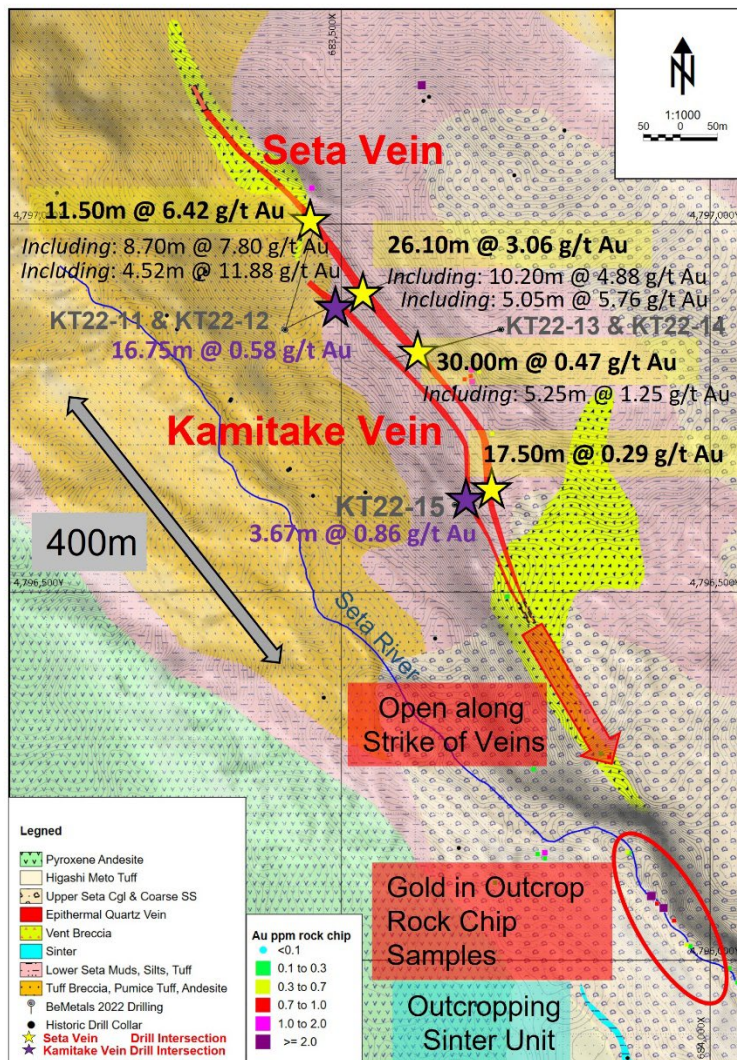 683,500X
N
1:1000
50 0 50m
Seta Vein
4,797,000Y
4,797,000Y
11.50m @ 6.42 g/t Au
Including: 8.70m @ 7.80 g/t Au
Including: 4.52m @ 11.88 g/t Au
26.10m @ 3.06 g/t Au
Including: 10.20m @ 4.88 g/t Au
Including: 5.05m @ 5.76 g/t Au
KT22-11 & KT22-12
16.75m @ 0.58 g/t Au
KT22-13 & KT22-14
30.00m @ 0.47 g/t Au
Including: 5.25m @ 1.25 g/t Au
Kamitake Vein
17.50m @ 0.29 g/t Au
KT22-15
3.67m @ 0.86 g/t Au
400m
4,796,500Y
4,796,500Y
Seta River
Open along
Strike of Veins
Gold in Outcrop
Rock Chip
Samples
Outcropping
Sinter Unit
684,000X
Legned
Pyroxene Andesite
Higashi Meto Tuff
Upper Seta Cgl & Coarse SS
Epithermal Quartz Vein
Vent Breccia
Sinter
Lower Seta Muds, Silts, Tuff
Tuff Breccia, Pumice Tuff, Andesite
BeMetals 2022 Drilling
Historic Drill Collar
Seta Vein Drill Intersection
Kamitake Vein Drill Intersection
Au ppm rock chip
<0.1
0.1 to 0.3
0.3 to 0.7
0.7 to 1.0
1.0 to 2.0
>= 2.0